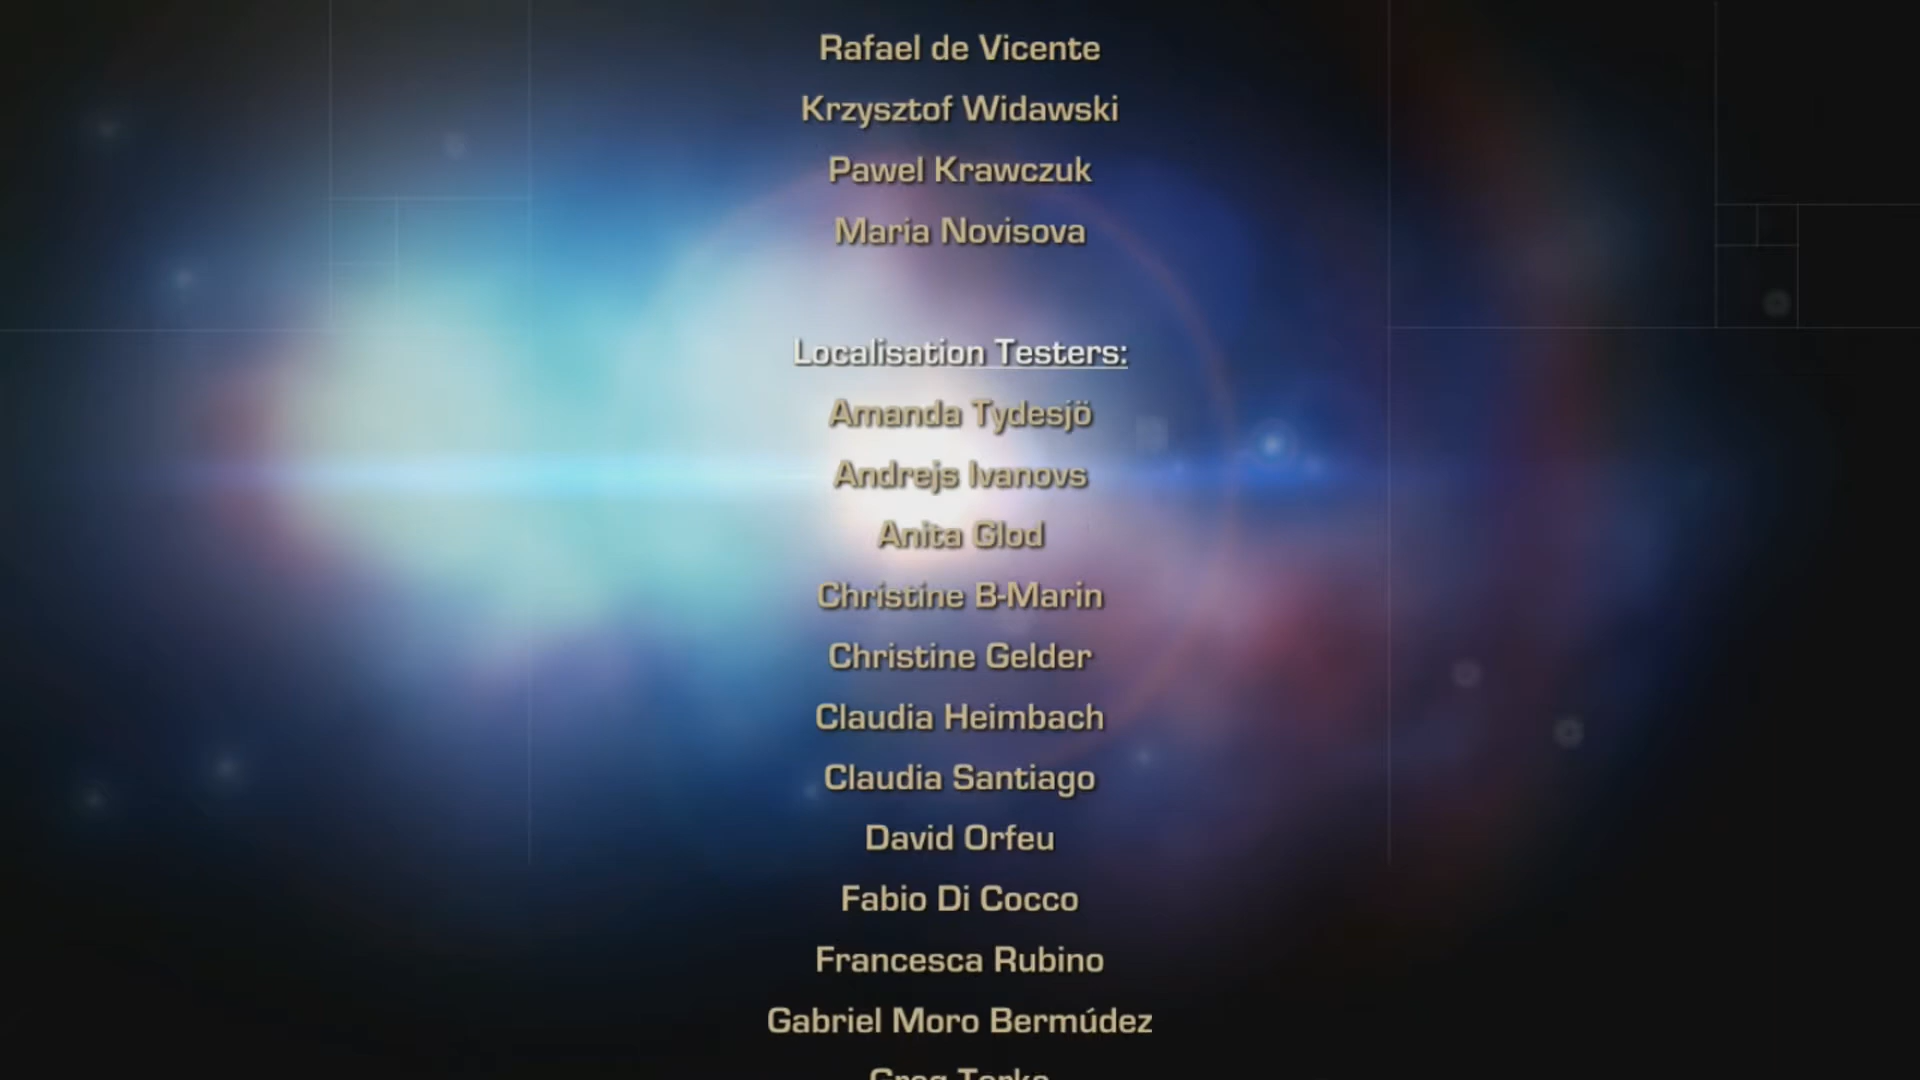 Rafael de Vicente
Krzysztof Widawski
Pawel Krawczuk
Maria Novisova
Localisation Testers:
Amanda Tydesjö
Andrejs Ivanovs
Anita Glod
Christine B-Marin
Christine Gelder
Claudia Heimbach
Claudia Santiago
David Orfeu
Fabio Di Cocco
Francesca Rubino
Gabriel Moro Bermúdez